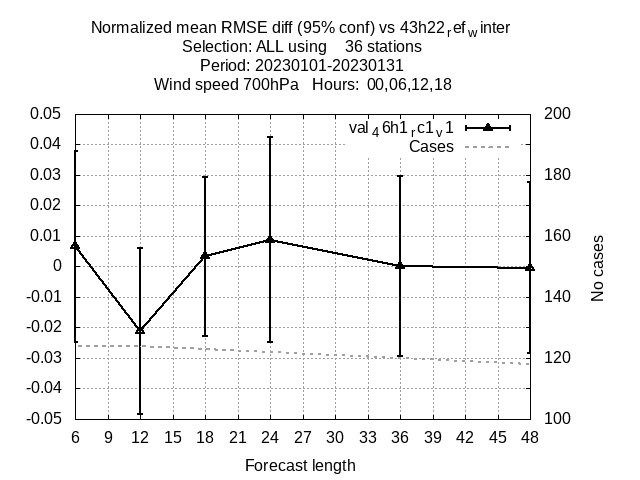 Normalized mean RMSE diff (95% conf) vs 43h22ᵣef_winter
Selection: ALL using 36 stations
Period: 20230101-20230131
Wind speed 700hPa Hours: 00,06,12,18
0.05 200
val₄6h1ᵣc1ᵥ1
0.04
Cases
0.03 180
0.02
0.01 160
0
No cases
-0.01 140
-0.02
-0.03 120
-0.04
-0.05 100
6 9 12 15 18 21 24 27 30 33 36 39 42 45 48
Forecast length